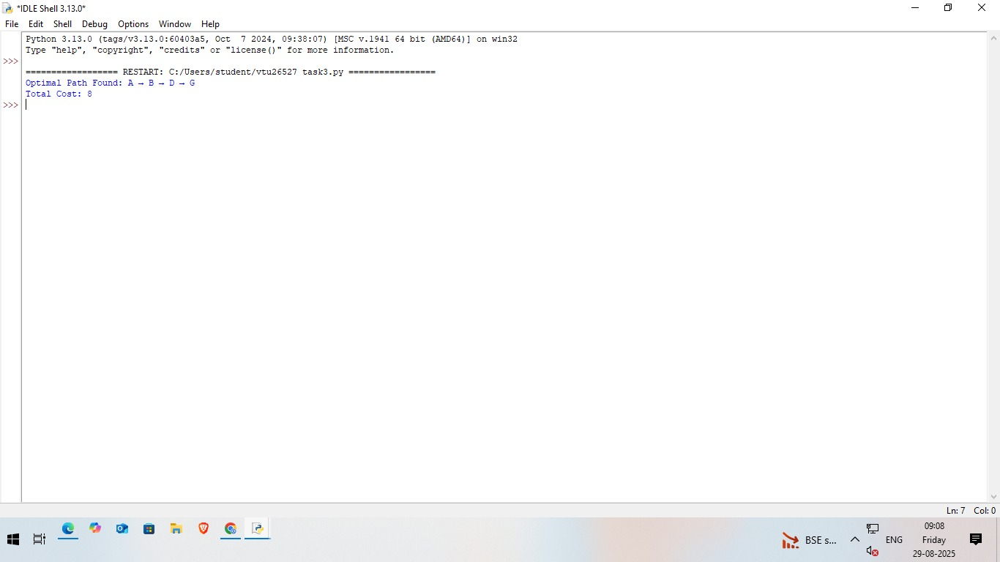 *IDLE Shell 3.13.0*
File Edit Shell Debug Options Window Help
Python 3.13.0 (tags/v3.13.0:60403a5, Oct  7 2024, 09:38:07) [MSC v.1941 64 bit (AMD64)] on win32
Type "help", "copyright", "credits" or "license()" for more information.
>>>
================== RESTART: C:/Users/student/vtu26527 task3.py =================
Optimal Path Found: A → B → D → G
Total Cost: 8
>>>
Ln: 7 Col: 0
BSE s... ENG
09:08
Friday
29-08-2025